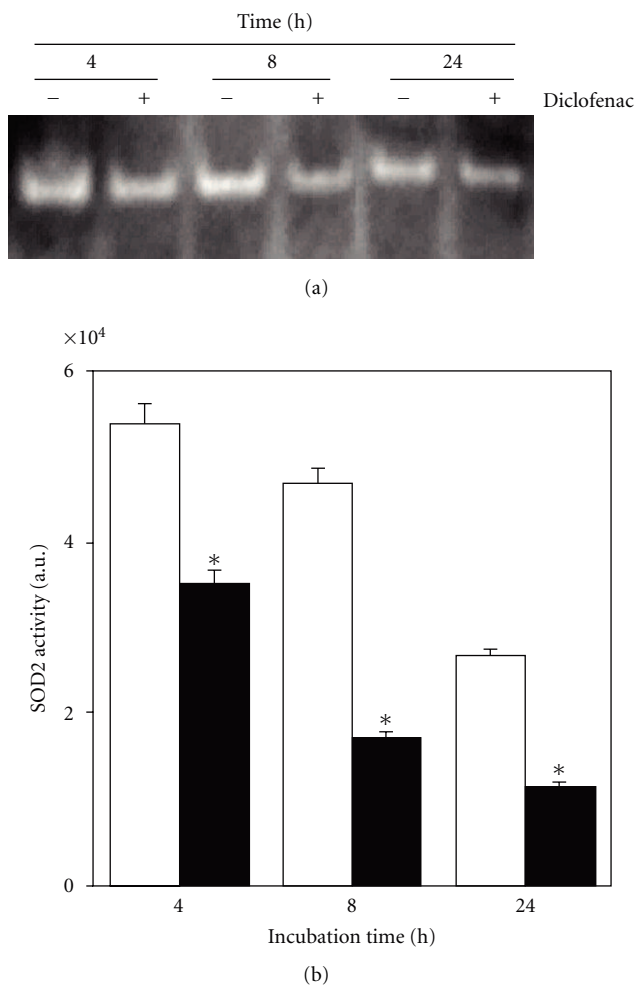 Time (h)
4 8 24
− + − + − + Diclofenac
(a)
×10⁴
6
4
2
0
SOD2 activity (a.u.)
*
*
*
4 8 24
Incubation time (h)
(b)